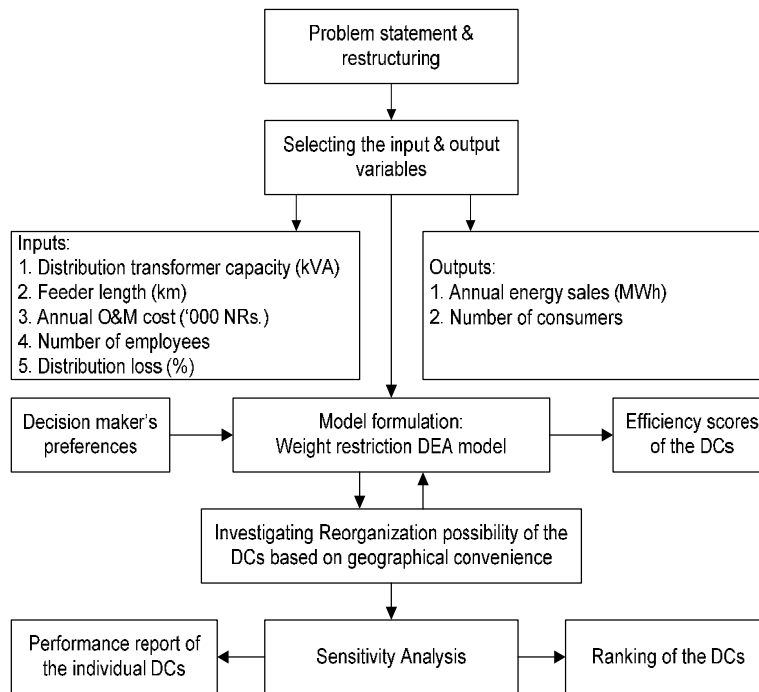 Problem statement &
restructuring
Selecting the input & output
variables
Inputs:
1. Distribution transformer capacity (kVA)
2. Feeder length (km)
3. Annual O&M cost (‘000 NRs.)
4. Number of employees
5. Distribution loss (%)
Outputs:
1. Annual energy sales (MWh)
2. Number of consumers
Decision maker’s
preferences
Model formulation:
Weight restriction DEA model
Efficiency scores
of the DCs
Investigating Reorganization possibility of the
DCs based on geographical convenience
Performance report of
the individual DCs
Sensitivity Analysis
Ranking of the DCs